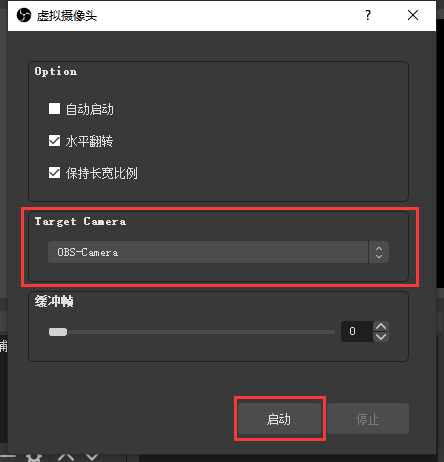 虚拟摄像头
Option
自动启动
水平翻转
保持长宽比例
Target Camera
OBS-Camera
缓冲帧
0
启动
停止